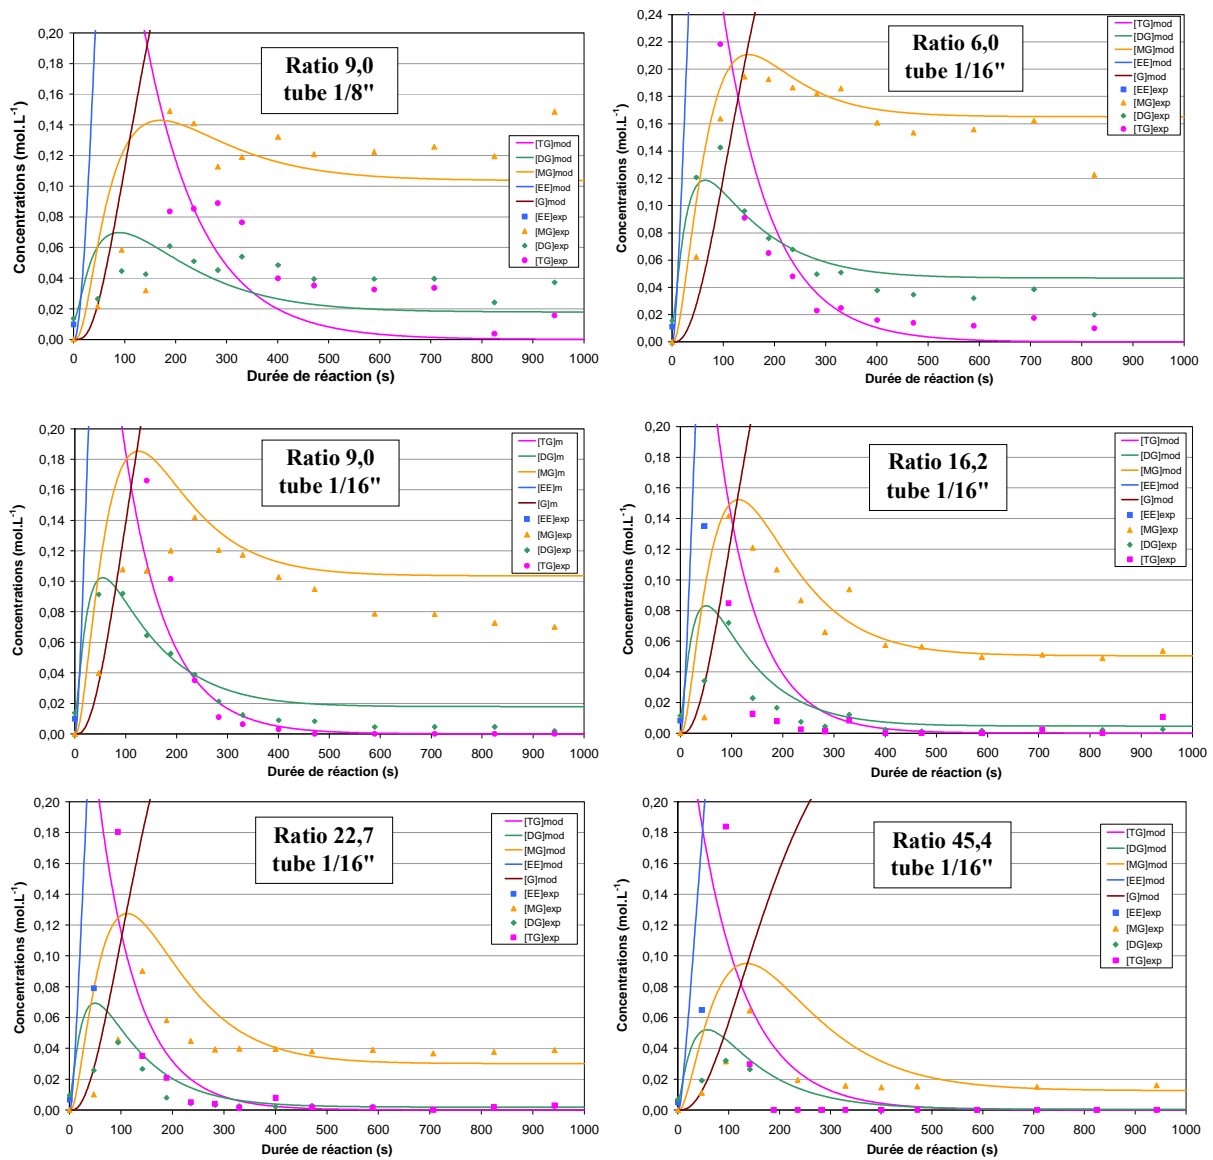 Concentrations (mol.L-1)
0,20
0,18
0,16
0,14
0,12
0,10
0,08
0,06
0,04
0,02
0,00
Ratio 9,0
tube 1/8"
[TG]mod
[DG]mod
[MG]mod
[EE]mod
[G]mod
[EE]exp
[MG]exp
[DG]exp
[TG]exp
0 100 200 300 400 500 600 700 800 900 1000
Durée de réaction (s)
Concentrations (mol.L-1)
0,24
0,22
0,20
0,18
0,16
0,14
0,12
0,10
0,08
0,06
0,04
0,02
0,00
Ratio 6,0
tube 1/16"
[TG]mod
[DG]mod
[MG]mod
[EE]mod
[G]mod
[EE]exp
[MG]exp
[DG]exp
[TG]exp
0 100 200 300 400 500 600 700 800 900 1000
Durée de réaction (s)
Concentrations (mol.L-1)
0,20
0,18
0,16
0,14
0,12
0,10
0,08
0,06
0,04
0,02
0,00
Ratio 9,0
tube 1/16"
[TG]m
[DG]m
[MG]m
[EE]m
[G]m
[EE]exp
[MG]exp
[DG]exp
[TG]exp
0 100 200 300 400 500 600 700 800 900 1000
Durée de réaction (s)
Concentrations (mol.L-1)
0,20
0,18
0,16
0,14
0,12
0,10
0,08
0,06
0,04
0,02
0,00
Ratio 16,2
tube 1/16"
[TG]mod
[DG]mod
[MG]mod
[EE]mod
[G]mod
[EE]exp
[MG]exp
[DG]exp
[TG]exp
0 100 200 300 400 500 600 700 800 900 1000
Durée de réaction (s)
Concentrations (mol.L-1)
0,20
0,18
0,16
0,14
0,12
0,10
0,08
0,06
0,04
0,02
0,00
Ratio 22,7
tube 1/16"
[TG]mod
[DG]mod
[MG]mod
[EE]mod
[G]mod
[EE]exp
[MG]exp
[DG]exp
[TG]exp
0 100 200 300 400 500 600 700 800 900 1000
Durée de réaction (s)
Concentrations (mol.L-1)
0,20
0,18
0,16
0,14
0,12
0,10
0,08
0,06
0,04
0,02
0,00
Ratio 45,4
tube 1/16"
[TG]mod
[DG]mod
[MG]mod
[EE]mod
[G]mod
[EE]exp
[MG]exp
[DG]exp
[TG]exp
0 100 200 300 400 500 600 700 800 900 1000
Durée de réaction (s)